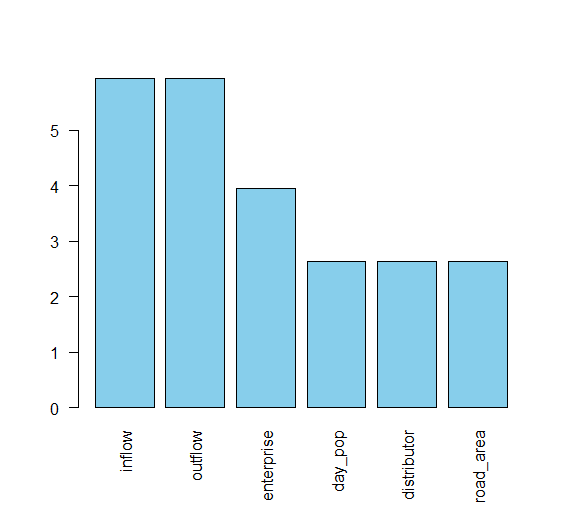 5
4
3
2
1
0
inflow
outflow
enterprise
day_pop
distributor
road_area